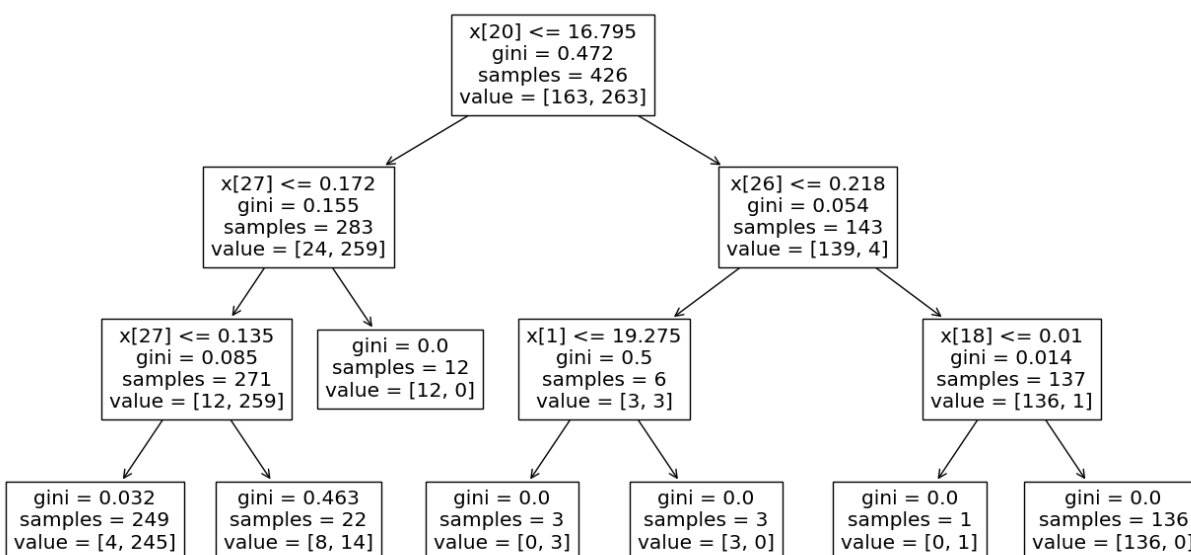 x[20] <= 16.795
gini = 0.472
samples = 426
value = [163, 263]
x[27] <= 0.172
gini = 0.155
samples = 283
value = [24, 259]
x[26] <= 0.218
gini = 0.054
samples = 143
value = [139, 4]
x[27] <= 0.135
gini = 0.085
samples = 271
value = [12, 259]
gini = 0.0
samples = 12
value = [12, 0]
x[1] <= 19.275
gini = 0.5
samples = 6
value = [3, 3]
x[18] <= 0.01
gini = 0.014
samples = 137
value = [136, 1]
gini = 0.032
samples = 249
value = [4, 245]
gini = 0.463
samples = 22
value = [8, 14]
gini = 0.0
samples = 3
value = [0, 3]
gini = 0.0
samples = 3
value = [3, 0]
gini = 0.0
samples = 1
value = [0, 1]
gini = 0.0
samples = 136
value = [136, 0]